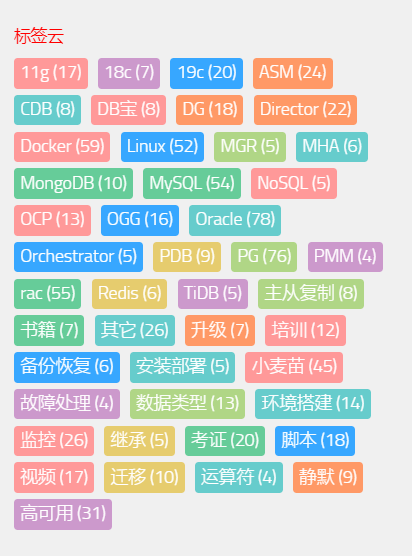 标签云
11g (17) 18c (7) 19c (20) ASM (24)
CDB (8) DB宝 (8) DG (18) Director (22)
Docker (59) Linux (52) MGR (5) MHA (6)
MongoDB (10) MySQL (54) NoSQL (5)
OCP (13) OGG (16) Oracle (78)
Orchestrator (5) PDB (9) PG (76) PMM (4)
rac (55) Redis (6) TiDB (5) 主从复制 (8)
书籍 (7) 其它 (26) 升级 (7) 培训 (12)
备份恢复 (6) 安装部署 (5) 小麦苗 (45)
故障处理 (4) 数据类型 (13) 环境搭建 (14)
监控 (26) 继承 (5) 考证 (20) 脚本 (18)
视频 (17) 迁移 (10) 运算符 (4) 静默 (9)
高可用 (31)